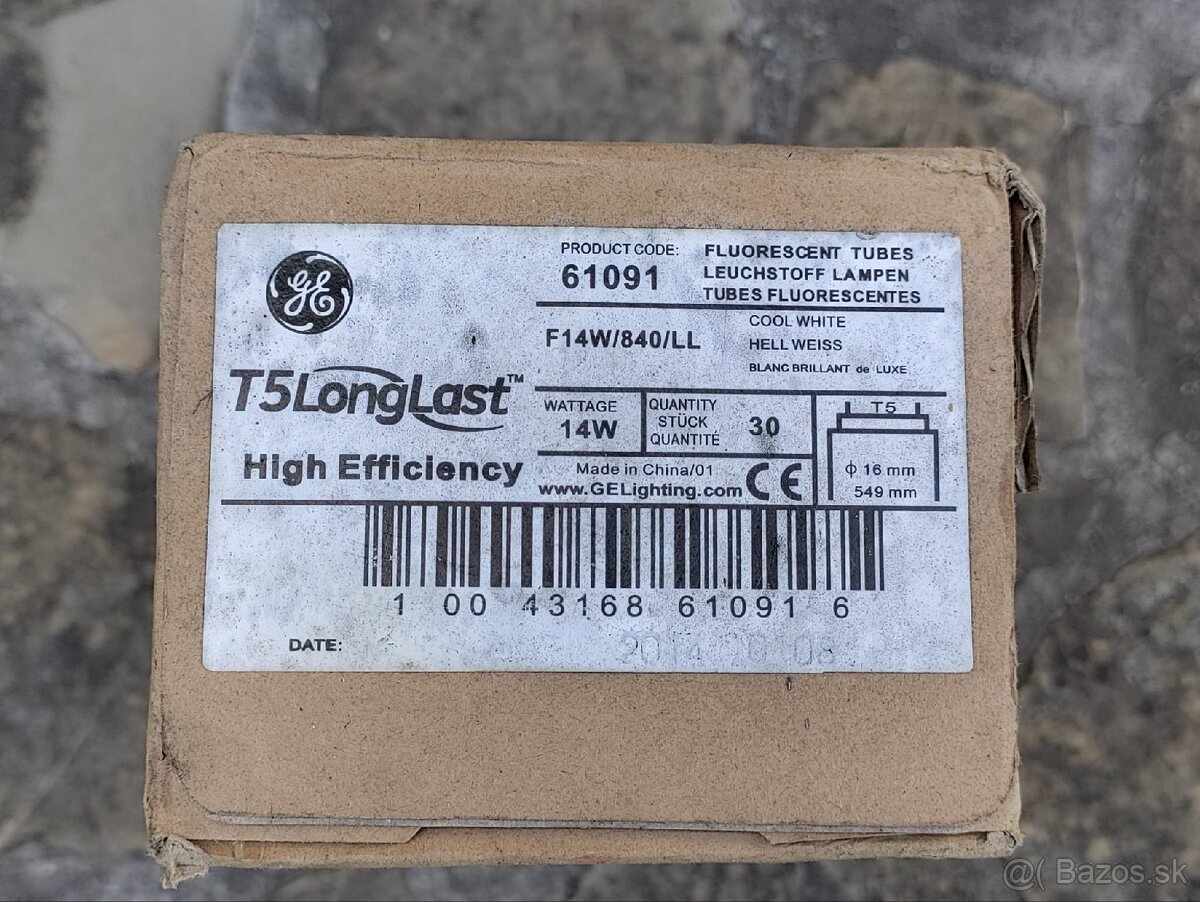 GE
PRODUCT CODE:
61091
FLUORESCENT TUBES
LEUCHSTOFF LAMPEN
TUBES FLUORESCENTES
F14W/840/LL
COOL WHITE
HELL WEISS
BLANC BRILLANT de LUXE
T5LongLast™
High Efficiency
WATTAGE
14W
QUANTITY
STÜCK
QUANTITÉ
30
T5
ϕ 16 mm
549 mm
Made in China/01
www.GELighting.com
CE
1 00 43168 61091 6
DATE:
@( Bazos.sk